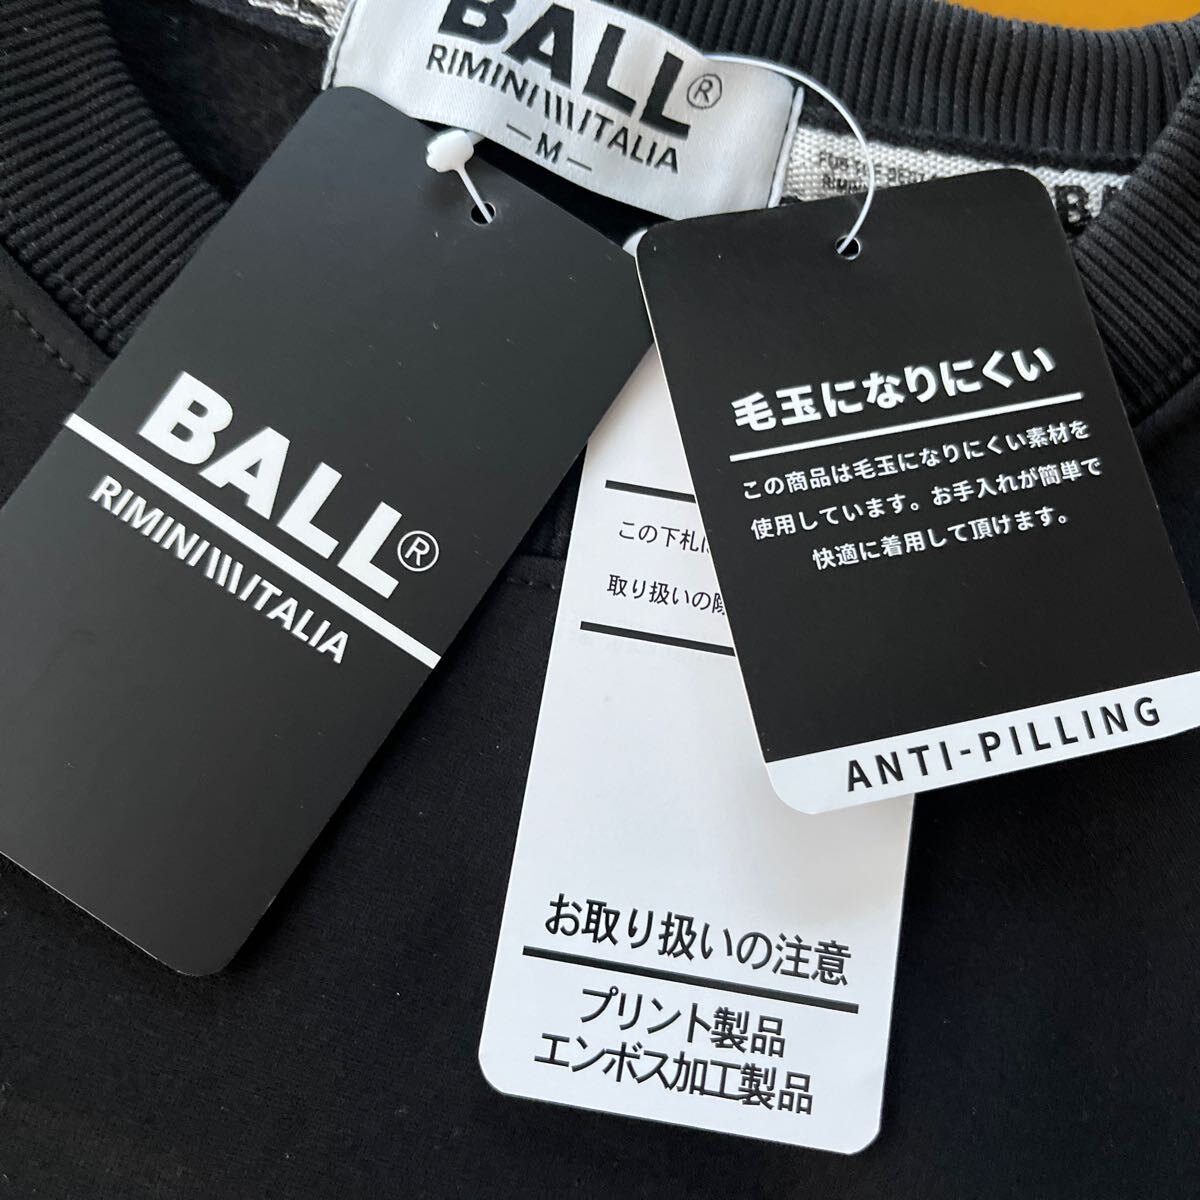 BALL®
RIMINI\\\\ITALIA
—M—
BALL®
RIMINI\\\\ITALIA
毛玉になりにくい
この商品は毛玉になりにくい素材を
使用しています。お手入れが簡単で
快適に着用して頂けます。
ANTI-PILLING
この下札
取り扱いの
お取り扱いの注意
プリント製品
エンボス加工製品